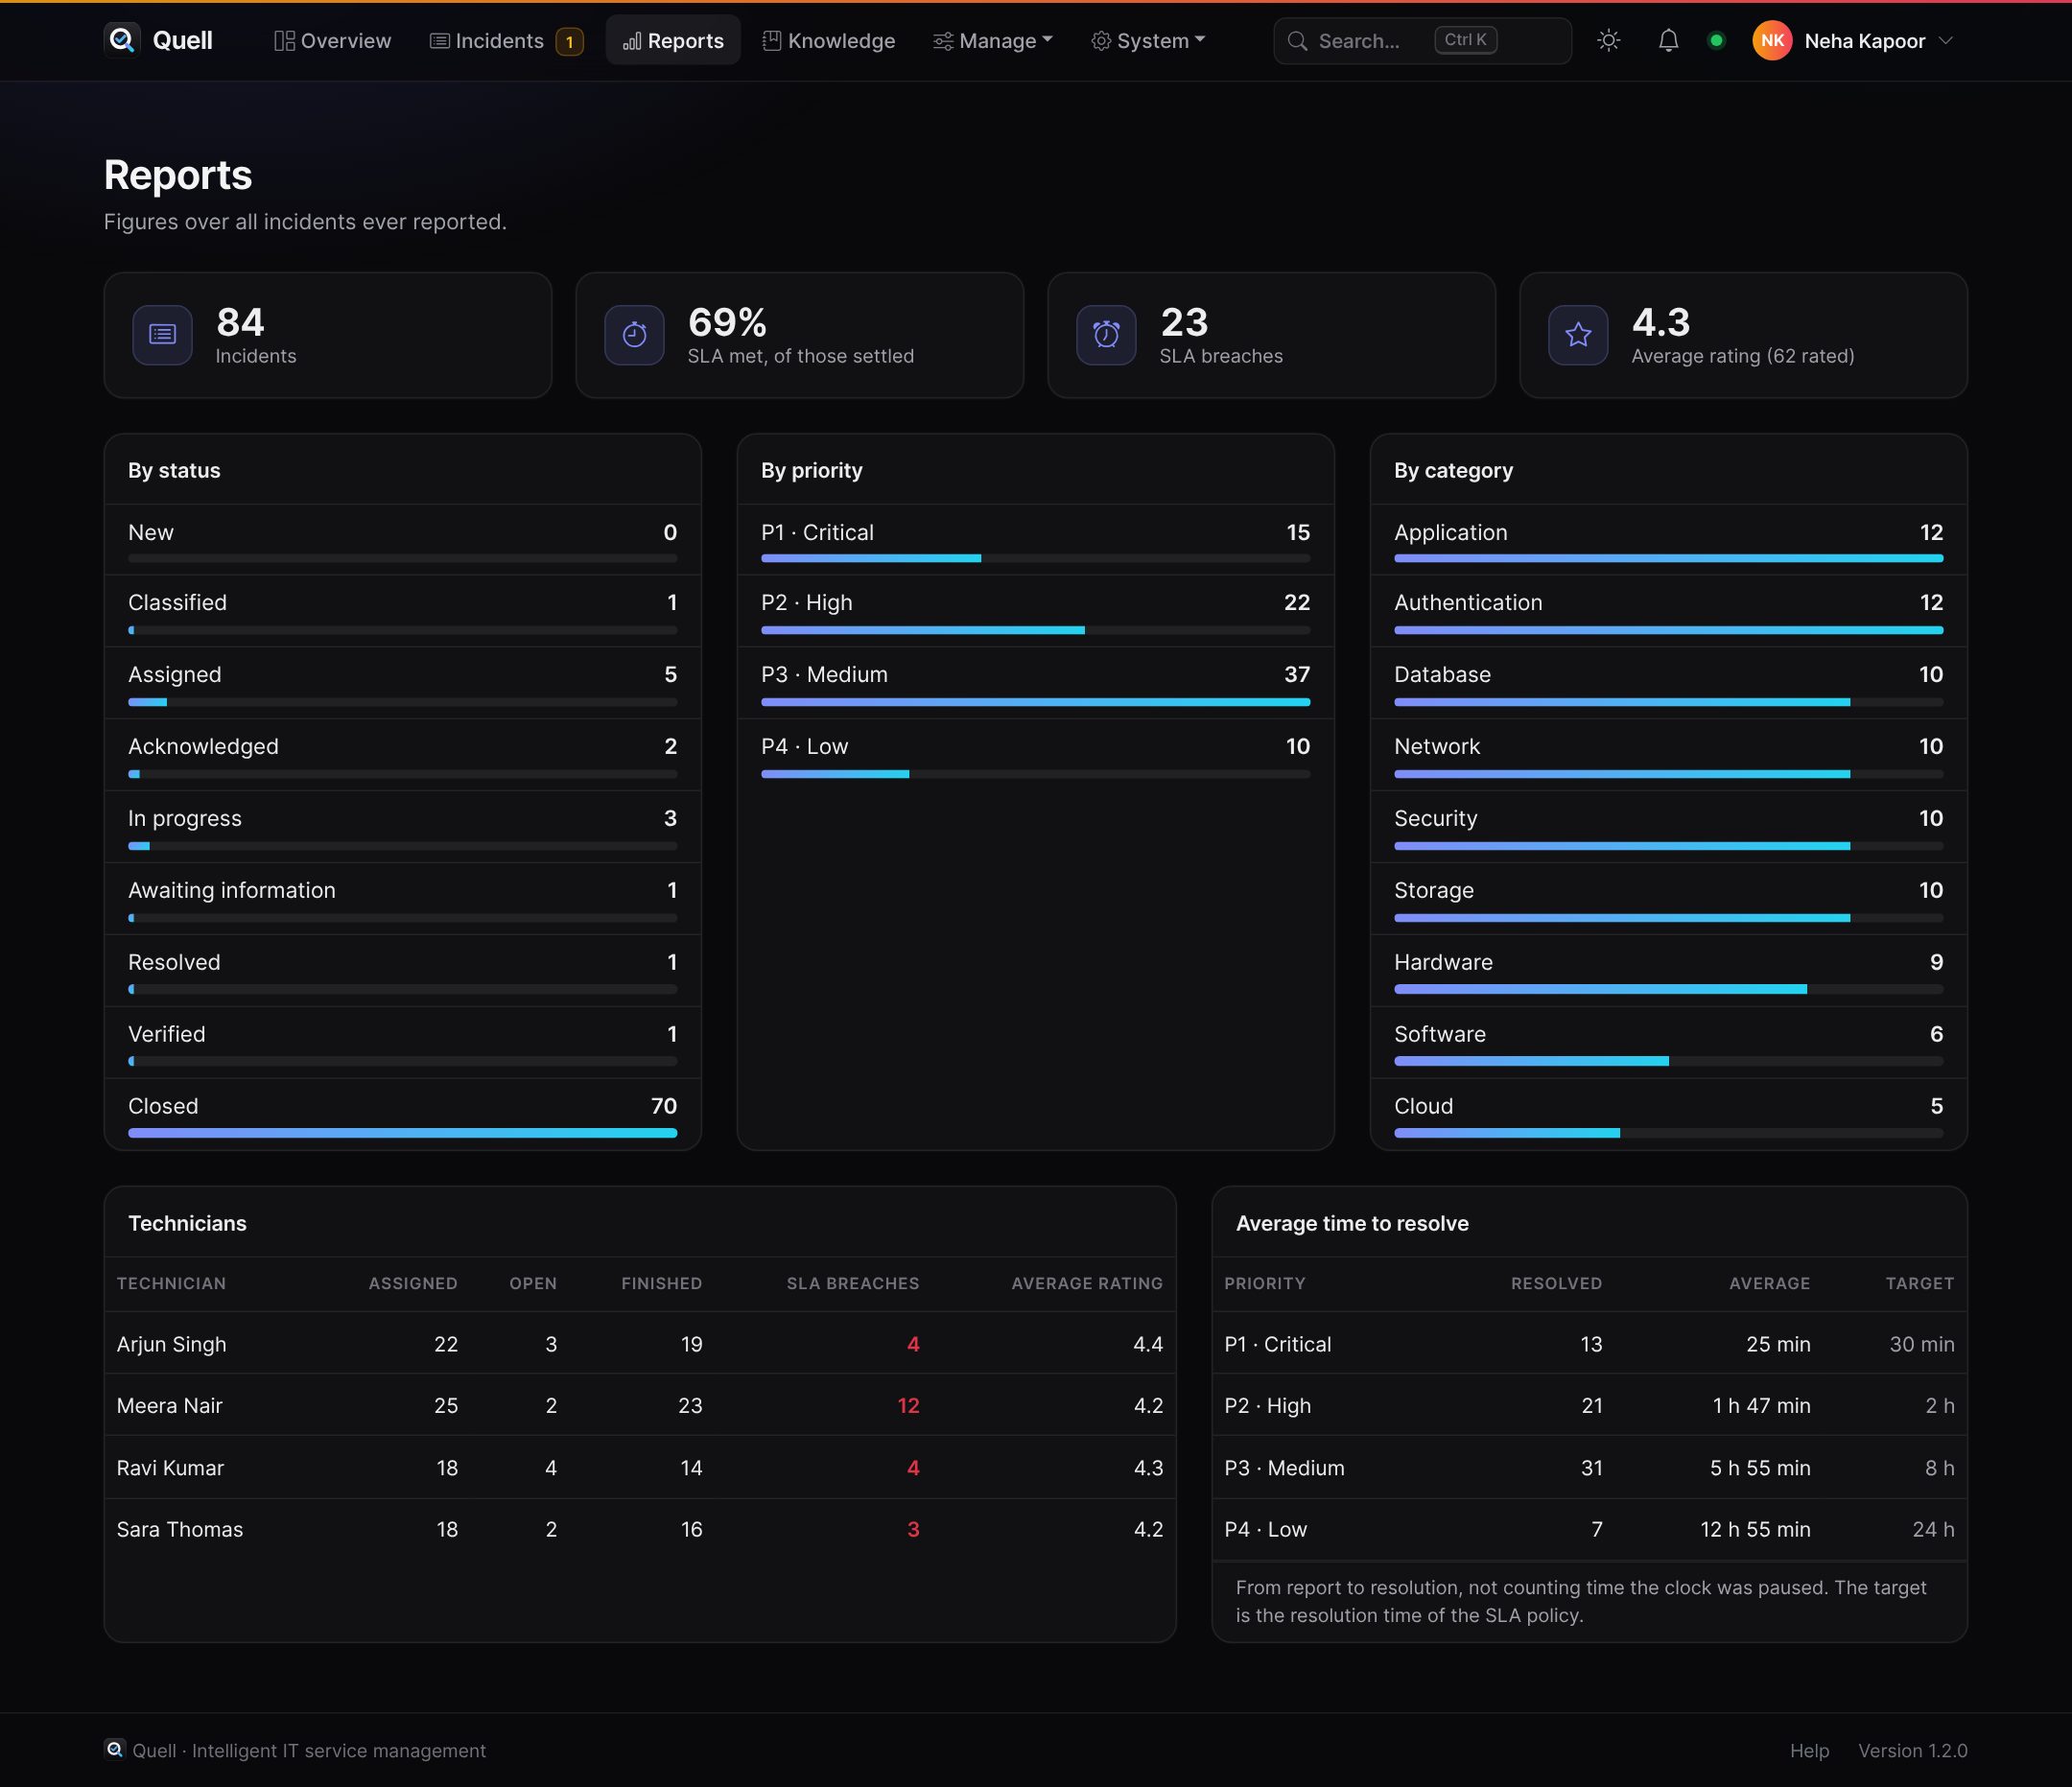 Quell Overview Incidents 1 Reports Knowledge Manage System Search... Ctrl K NK Neha Kapoor
Reports
Figures over all incidents ever reported.
84
Incidents
69%
SLA met, of those settled
23
SLA breaches
4.3
Average rating (62 rated)
By status
New 0
Classified 1
Assigned 5
Acknowledged 2
In progress 3
Awaiting information 1
Resolved 1
Verified 1
Closed 70
By priority
P1 · Critical 15
P2 · High 22
P3 · Medium 37
P4 · Low 10
By category
Application 12
Authentication 12
Database 10
Network 10
Security 10
Storage 10
Hardware 9
Software 6
Cloud 5
Technicians
TECHNICIAN ASSIGNED OPEN FINISHED SLA BREACHES AVERAGE RATING
Arjun Singh 22 3 19 4 4.4
Meera Nair 25 2 23 12 4.2
Ravi Kumar 18 4 14 4 4.3
Sara Thomas 18 2 16 3 4.2
Average time to resolve
PRIORITY RESOLVED AVERAGE TARGET
P1 · Critical 13 25 min 30 min
P2 · High 21 1 h 47 min 2 h
P3 · Medium 31 5 h 55 min 8 h
P4 · Low 7 12 h 55 min 24 h
From report to resolution, not counting time the clock was paused. The target
is the resolution time of the SLA policy.
Quell · Intelligent IT service management Help Version 1.2.0